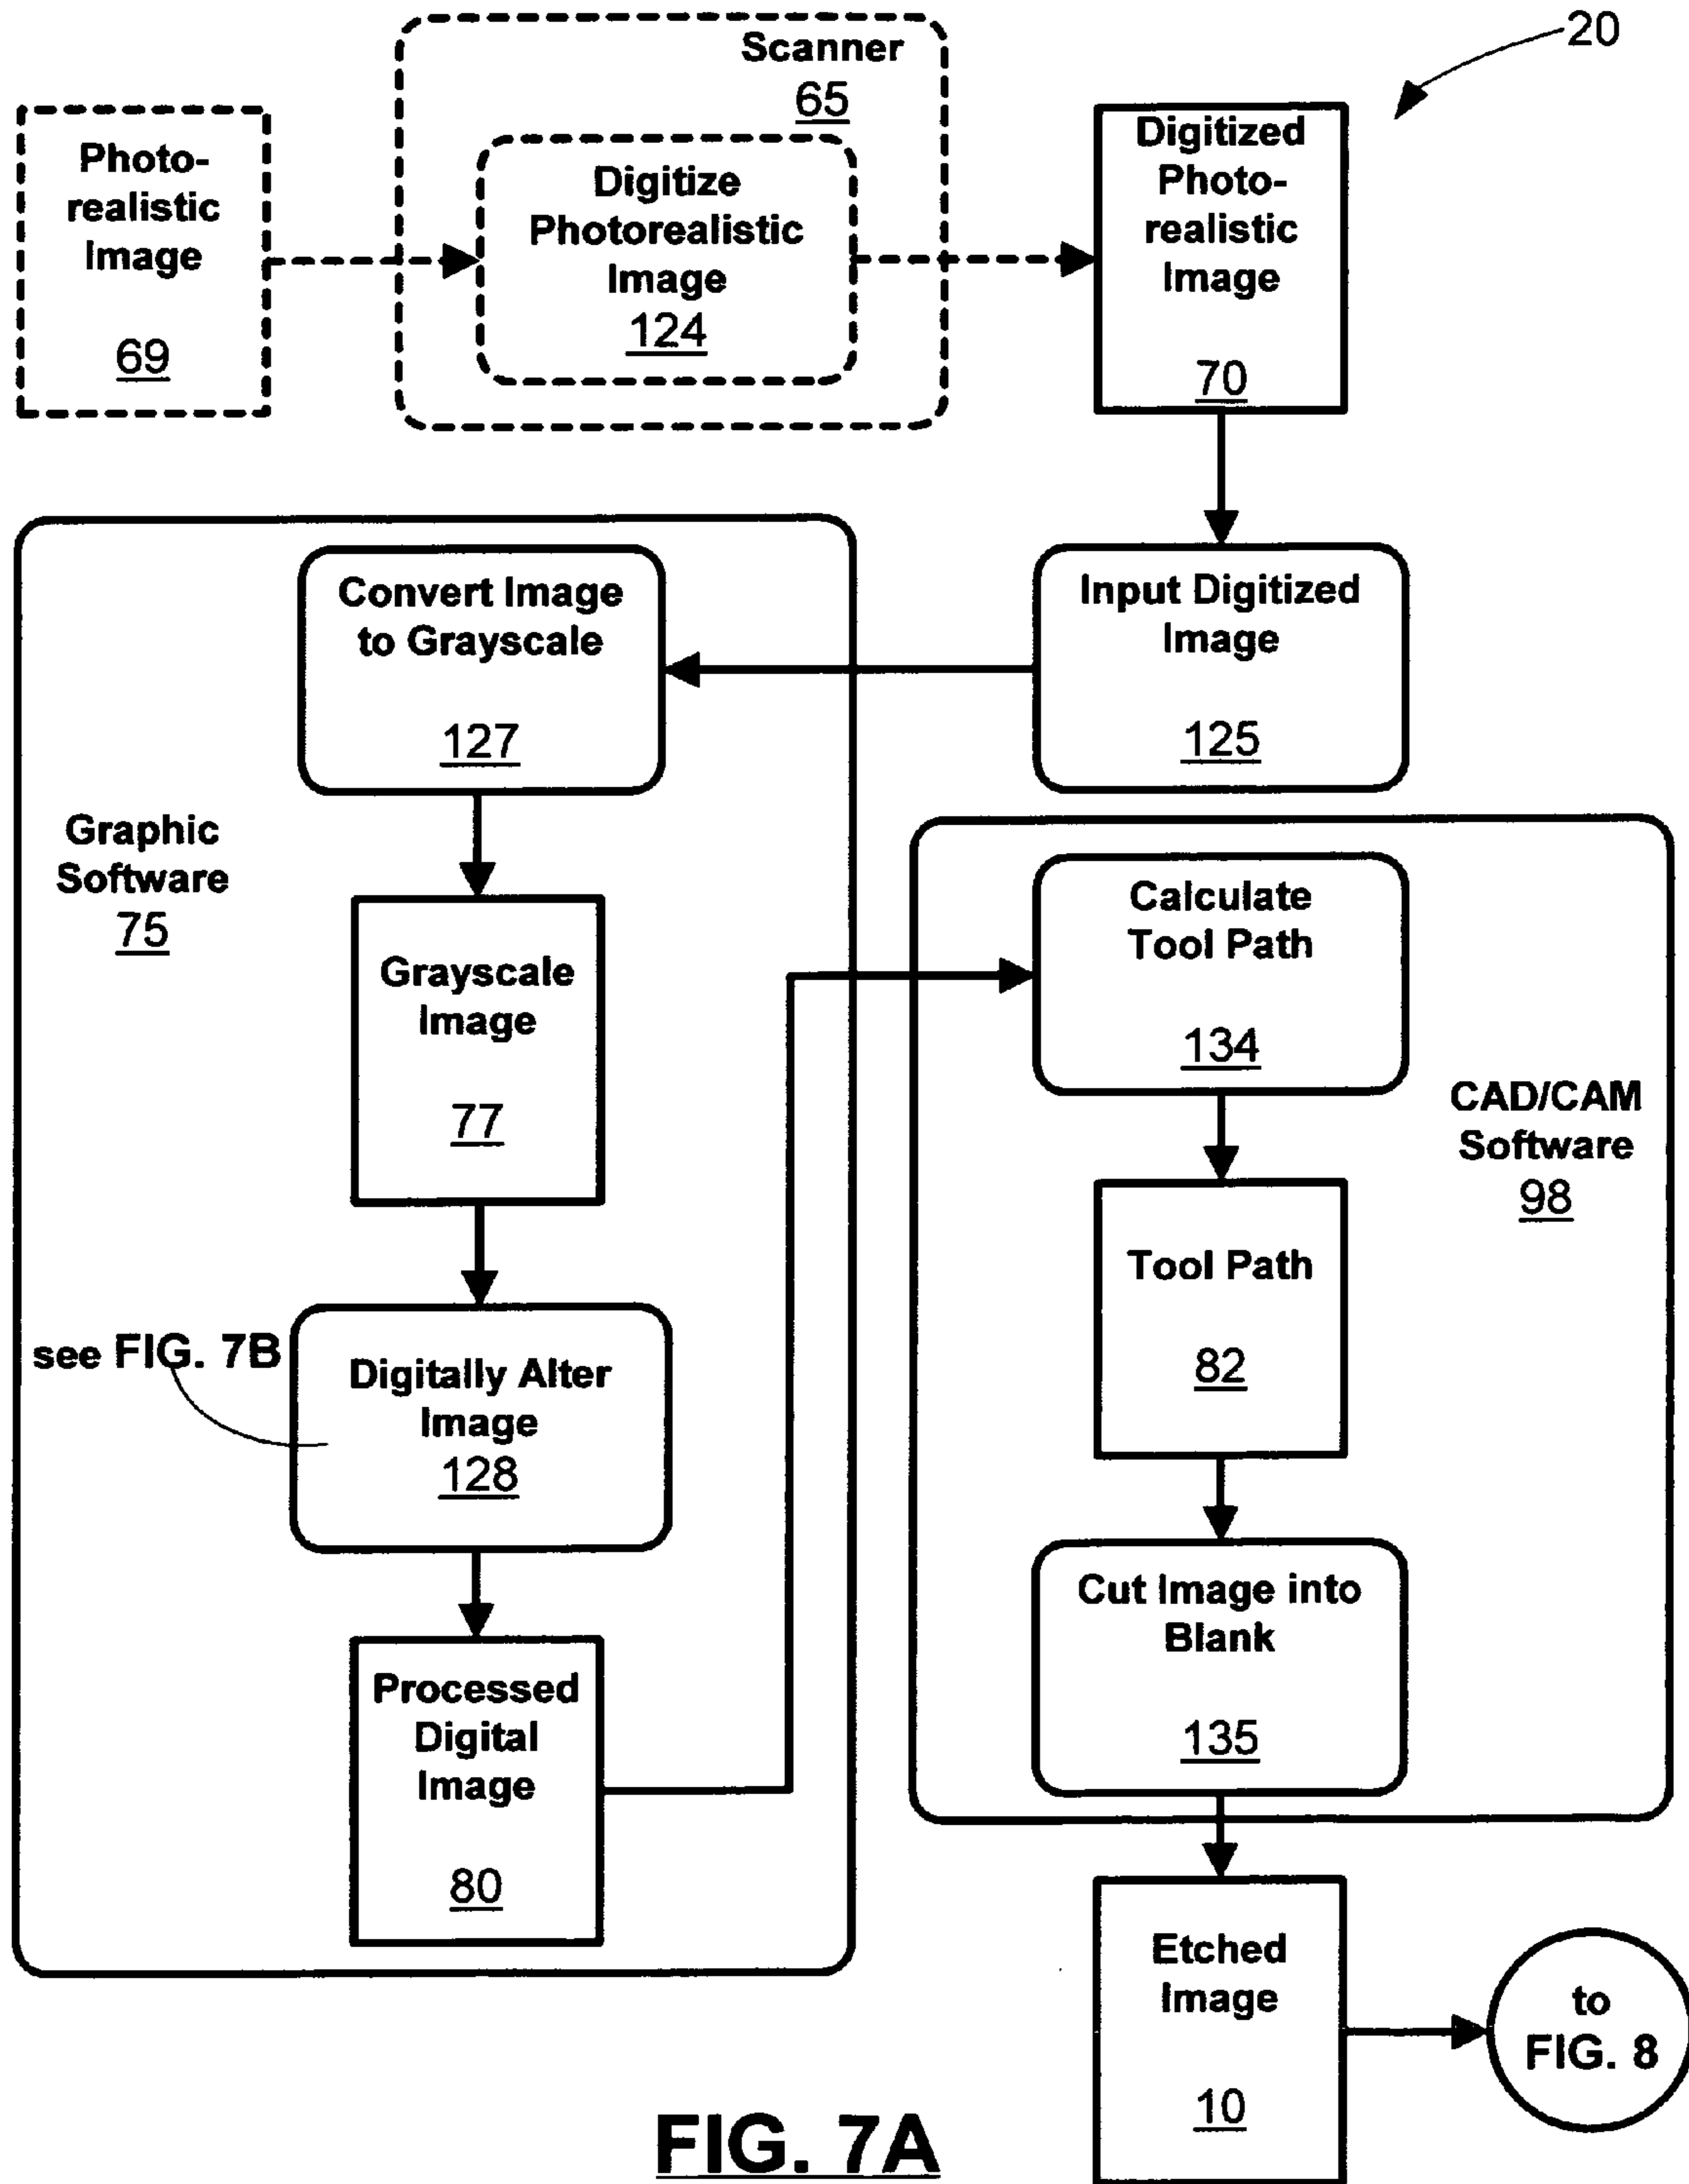 20
Scanner
65
Photo-
realistic
Image
69
Digitize
Photorealistic
Image
124
Digitized
Photo-
realistic
Image
70
Input Digitized
Image
125
Graphic
Software
75
Convert Image
to Grayscale
127
Grayscale
Image
77
see FIG. 7B
Digitally Alter
Image
128
Processed
Digital
Image
80
CAD/CAM
Software
98
Calculate
Tool Path
134
Tool Path
82
Cut Image into
Blank
135
Etched
Image
10
to
FIG. 8
FIG. 7A